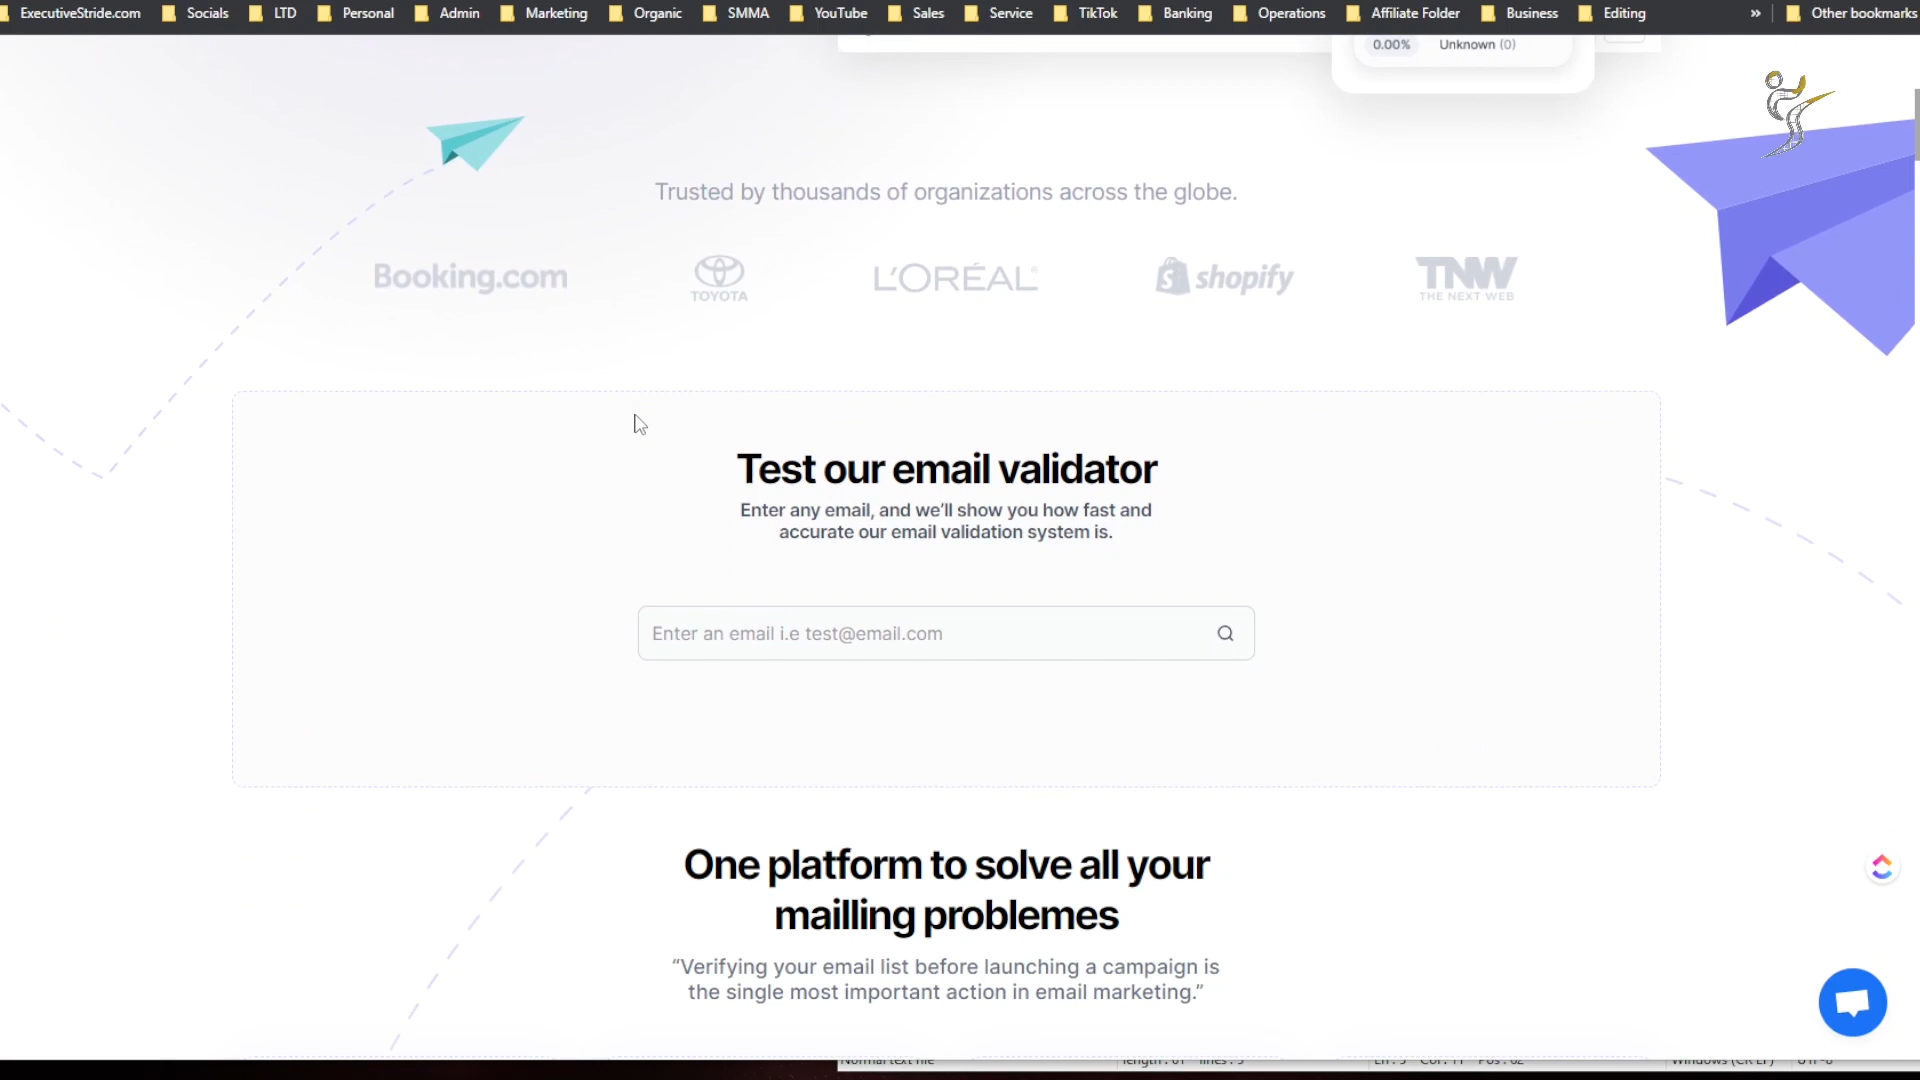 ExecutiveStride.com Socials LTD Personal Admin Marketing Organic SMMA YouTube Sales Service TikTok Banking Operations Affiliate Folder Business Editing » Other bookmarks
0.00% Unknown (0)
Trusted by thousands of organizations across the globe.
Booking.com TOYOTA L'ORÉAL shopify TNW
THE NEXT WEB
Test our email validator
Enter any email, and we'll show you how fast and
accurate our email validation system is.
Enter an email i.e test@email.com
One platform to solve all your
mailling problemes
“Verifying your email list before launching a campaign is
the single most important action in email marketing.”
Normal text file